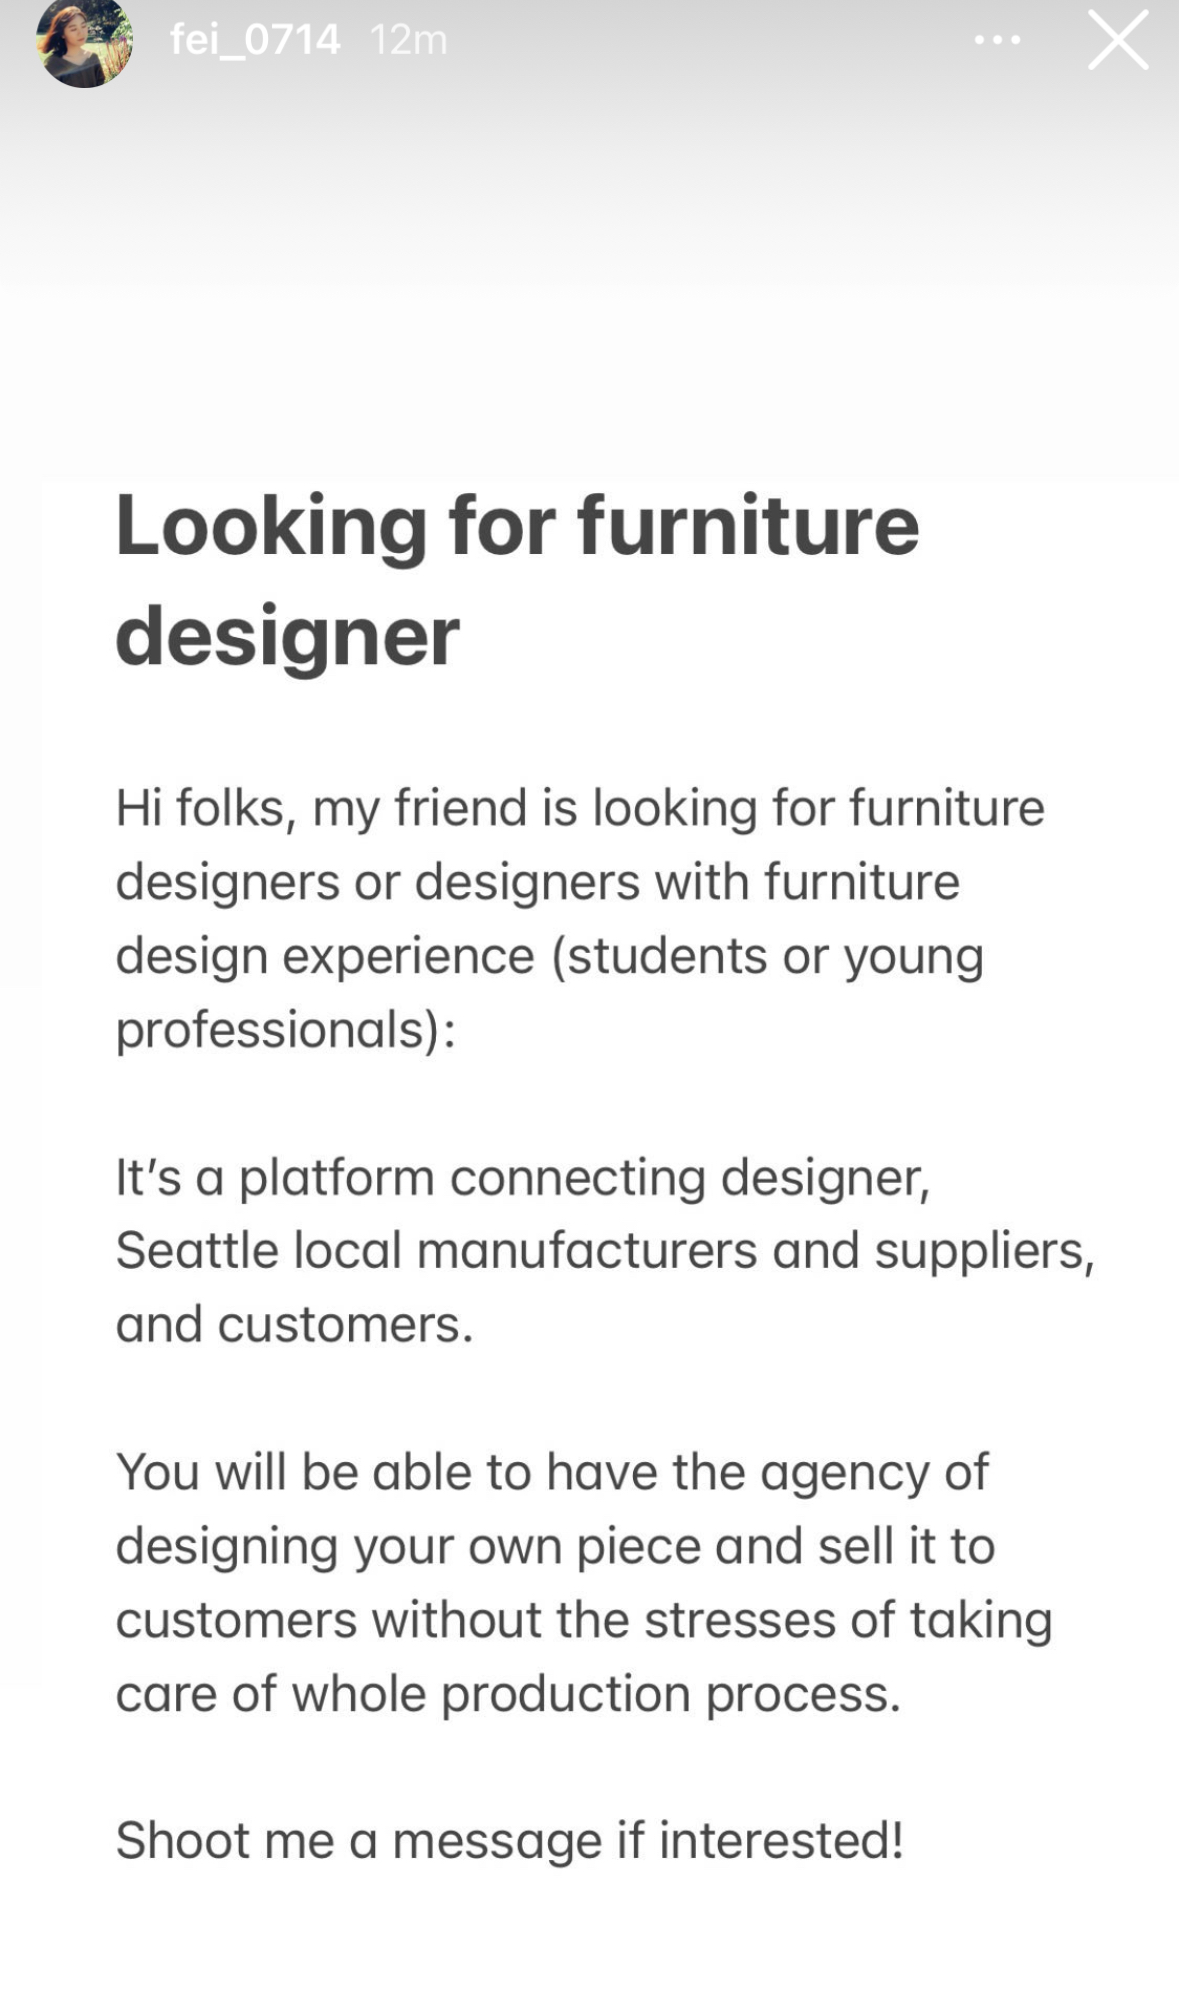 fei_0714 12m
Looking for furniture
designer
Hi folks, my friend is looking for furniture
designers or designers with furniture
design experience (students or young
professionals):
It’s a platform connecting designer,
Seattle local manufacturers and suppliers,
and customers.
You will be able to have the agency of
designing your own piece and sell it to
customers without the stresses of taking
care of whole production process.
Shoot me a message if interested!